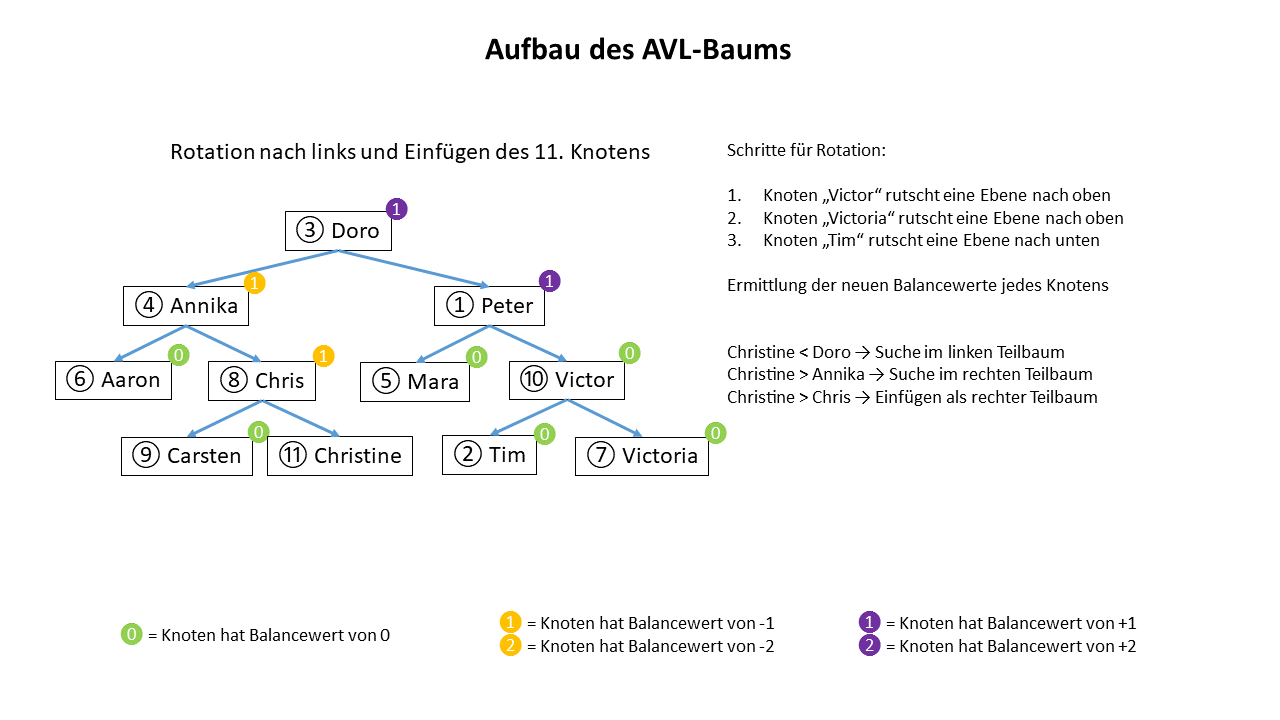 Aufbau des AVL-Baums
Rotation nach links und Einfügen des 11. Knotens
1
③ Doro
1
④ Annika
1
① Peter
0
⑥ Aaron
1
⑧ Chris
0
⑤ Mara
0
⑩ Victor
0
⑨ Carsten
⑪ Christine
0
② Tim
0
⑦ Victoria
Schritte für Rotation:
1. Knoten „Victor“ rutscht eine Ebene nach oben
2. Knoten „Victoria“ rutscht eine Ebene nach oben
3. Knoten „Tim“ rutscht eine Ebene nach unten
Ermittlung der neuen Balancewerte jedes Knotens
Christine < Doro → Suche im linken Teilbaum
Christine > Annika → Suche im rechten Teilbaum
Christine > Chris → Einfügen als rechter Teilbaum
0 = Knoten hat Balancewert von 0
1 = Knoten hat Balancewert von -1
2 = Knoten hat Balancewert von -2
1 = Knoten hat Balancewert von +1
2 = Knoten hat Balancewert von +2